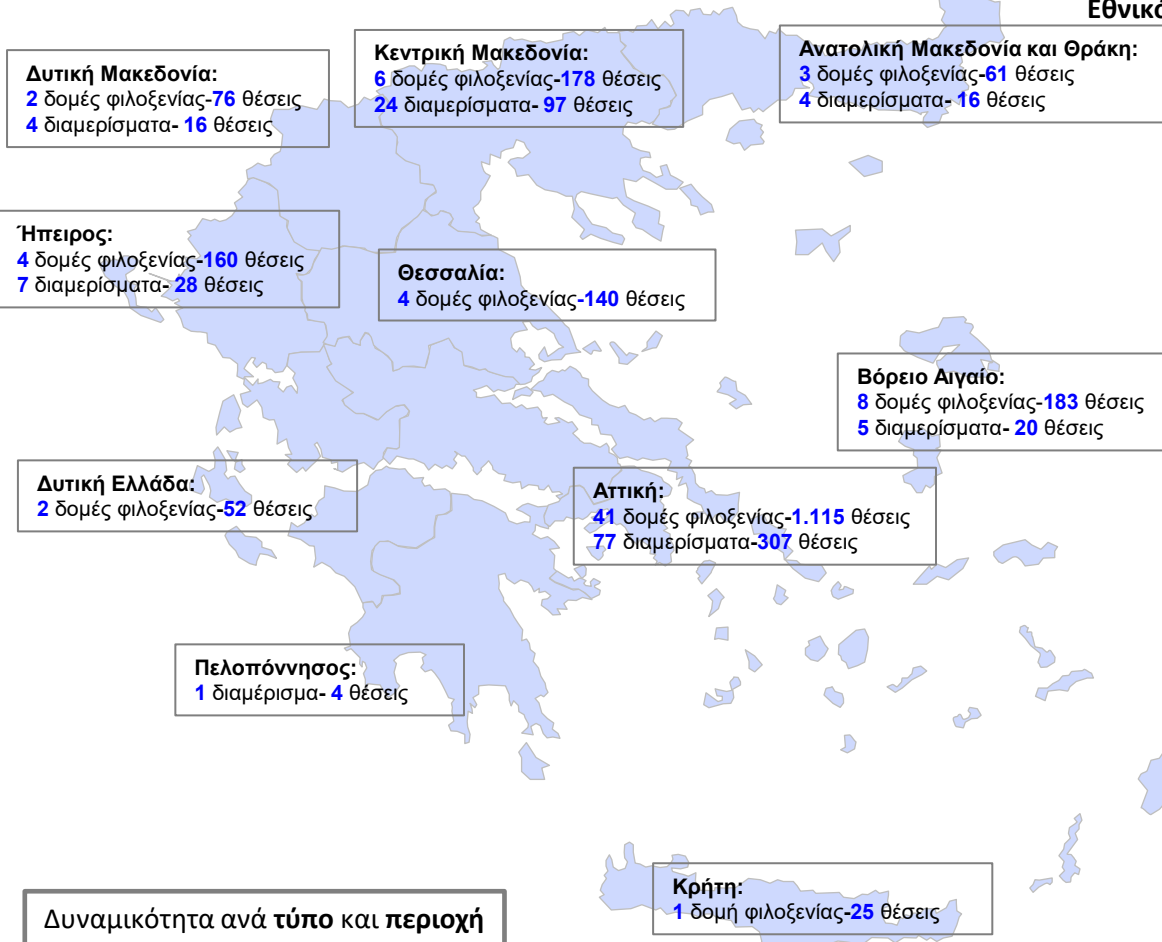 Εθνικό
Δυτική Μακεδονία:
2 δομές φιλοξενίας-76 θέσεις
4 διαμερίσματα- 16 θέσεις
Κεντρική Μακεδονία:
6 δομές φιλοξενίας-178 θέσεις
24 διαμερίσματα- 97 θέσεις
Ανατολική Μακεδονία και Θράκη:
3 δομές φιλοξενίας-61 θέσεις
4 διαμερίσματα- 16 θέσεις
Ήπειρος:
4 δομές φιλοξενίας-160 θέσεις
7 διαμερίσματα- 28 θέσεις
Θεσσαλία:
4 δομές φιλοξενίας-140 θέσεις
Βόρειο Αιγαίο:
8 δομές φιλοξενίας-183 θέσεις
5 διαμερίσματα- 20 θέσεις
Δυτική Ελλάδα:
2 δομές φιλοξενίας-52 θέσεις
Αττική:
41 δομές φιλοξενίας-1.115 θέσεις
77 διαμερίσματα-307 θέσεις
Πελοπόννησος:
1 διαμέρισμα- 4 θέσεις
Κρήτη:
1 δομή φιλοξενίας-25 θέσεις
Δυναμικότητα ανά τύπο και περιοχή